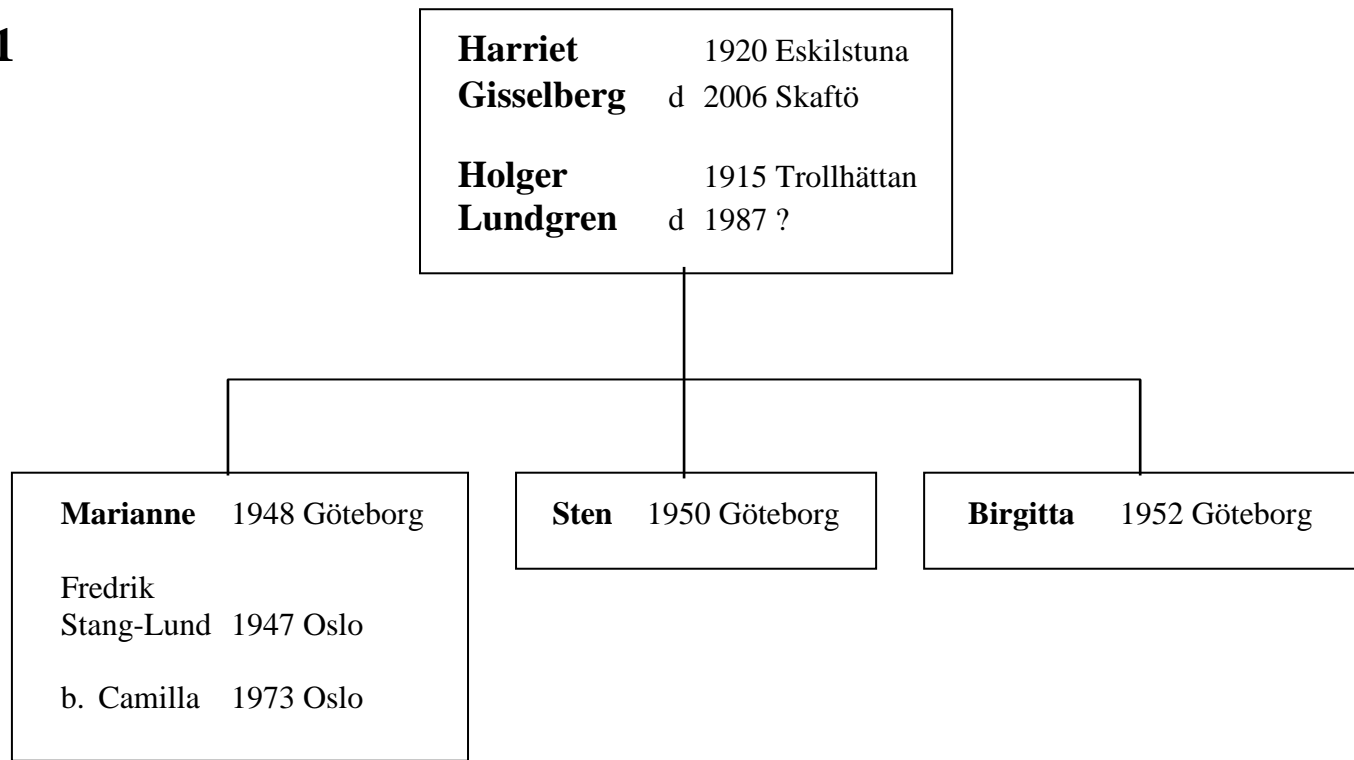 1
Harriet 1920 Eskilstuna
Gisselberg d 2006 Skaftö
Holger 1915 Trollhättan
Lundgren d 1987 ?
Marianne 1948 Göteborg
Fredrik
Stang-Lund 1947 Oslo
b. Camilla 1973 Oslo
Sten 1950 Göteborg
Birgitta 1952 Göteborg